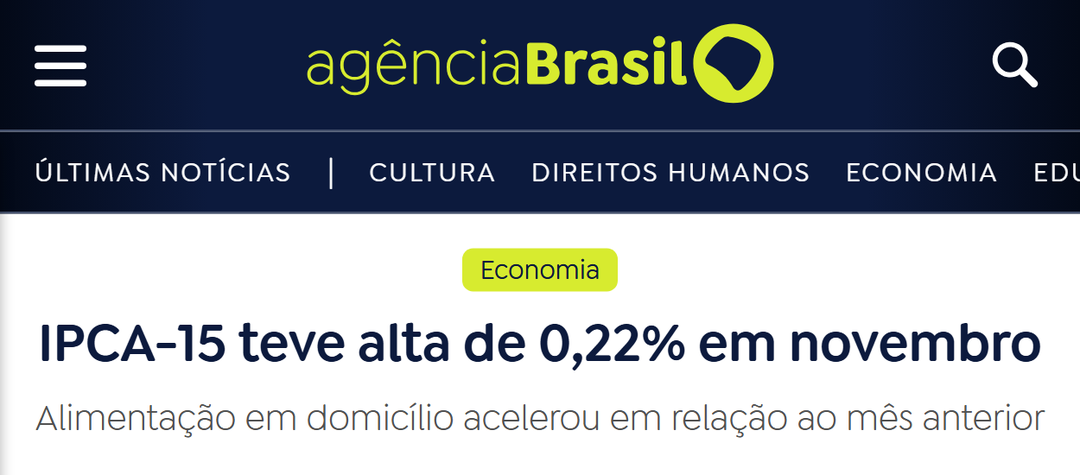 agênciaBrasil
ÚLTIMAS NOTÍCIAS | CULTURA DIREITOS HUMANOS ECONOMIA EDU
Economia
IPCA-15 teve alta de 0,22% em novembro
Alimentação em domicílio acelerou em relação ao mês anterior